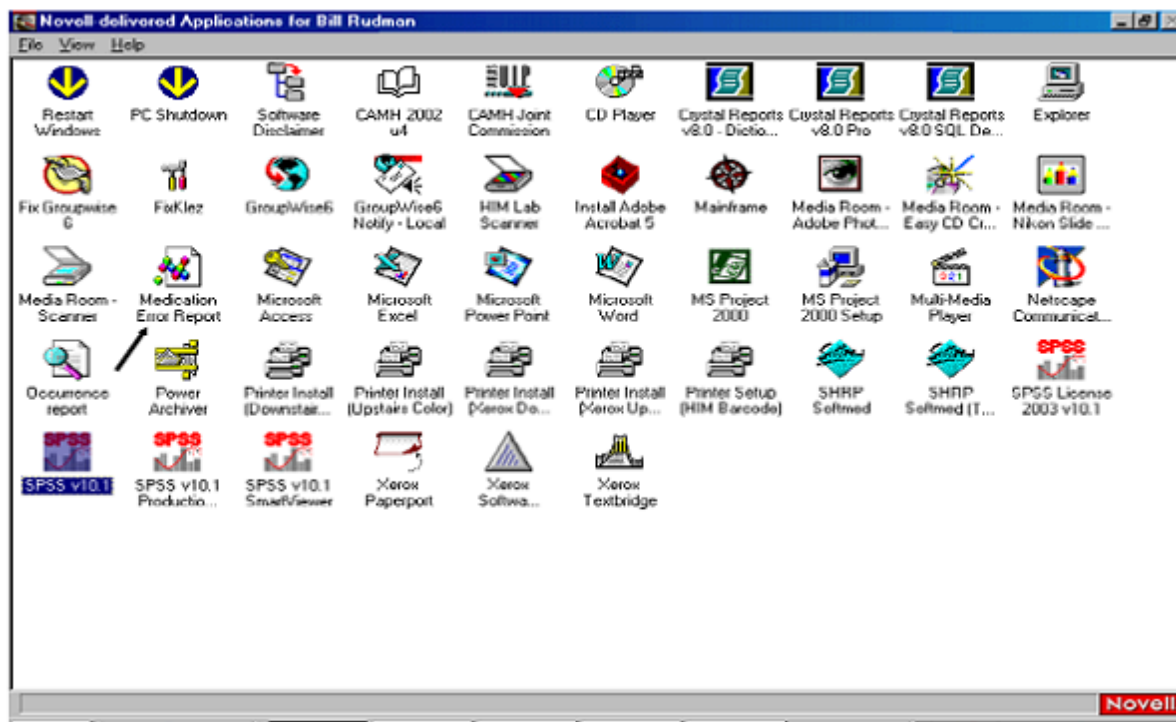 Novell-delivered Applications for Bill Rudman
File View Help
Restart Windows
PC Shutdown
Software Disclaimer
CAMH 2002 u4
CAMH Joint Commission
CD Player
Crystal Reports v8.0 - Dictio...
Crystal Reports v8.0 Pro
Crystal Reports v8.0 SQL De...
Explorer
Fix Groupwise 6
FixKlez
GroupWise6
GroupWise6 Notify - Local
HIM Lab Scanner
Install Adobe Acrobat 5
Mainframe
Media Room - Adobe Phot...
Media Room - Easy CD Cr...
Media Room - Nikon Slide ...
Media Room - Scanner
Medication Error Report
Microsoft Access
Microsoft Excel
Microsoft Power Point
Microsoft Word
MS Project 2000
MS Project 2000 Setup
Multi-Media Player
Netscape Communicat...
Occurrence report
Power Archiver
Printer Install (Downstair...
Printer Install (Upstairs Color)
Printer Install (Xerox Do...
Printer Install (Xerox Up...
Printer Setup (HIM Barcode)
SHRP Softmed
SHRP Softmed (T...
SPSS
SPSS License 2003 v10.1
SPSS
SPSS v10.1
SPSS
SPSS v10.1 Productio...
SPSS
SPSS v10.1 SmartViewer
Xerox Paperport
Xerox Softwa...
Xerox Textbridge
Novell